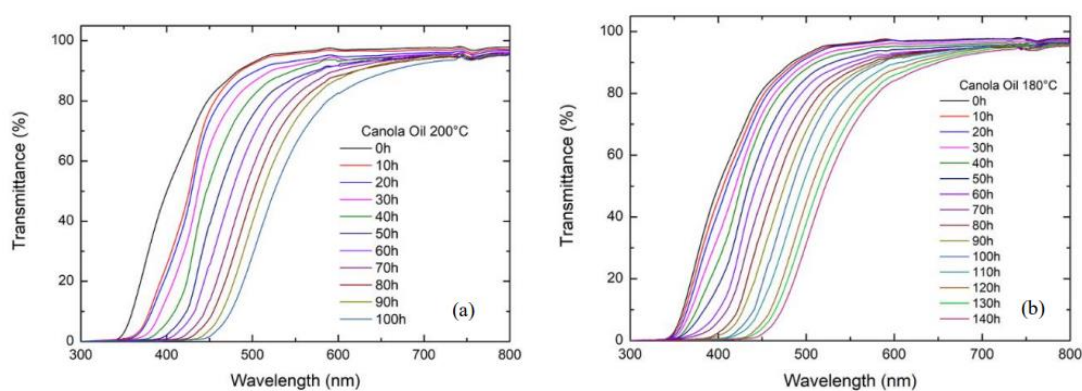 Transmittance (%)
100
80
60
40
20
0
Canola Oil 200°C
0h
10h
20h
30h
40h
50h
60h
70h
80h
90h
100h
(a)
300
400
500
600
700
800
Wavelength (nm)
Transmittance (%)
100
80
60
40
20
0
Canola Oil 180°C
0h
10h
20h
30h
40h
50h
60h
70h
80h
90h
100h
110h
120h
130h
140h
(b)
300
400
500
600
700
800
Wavelength (nm)